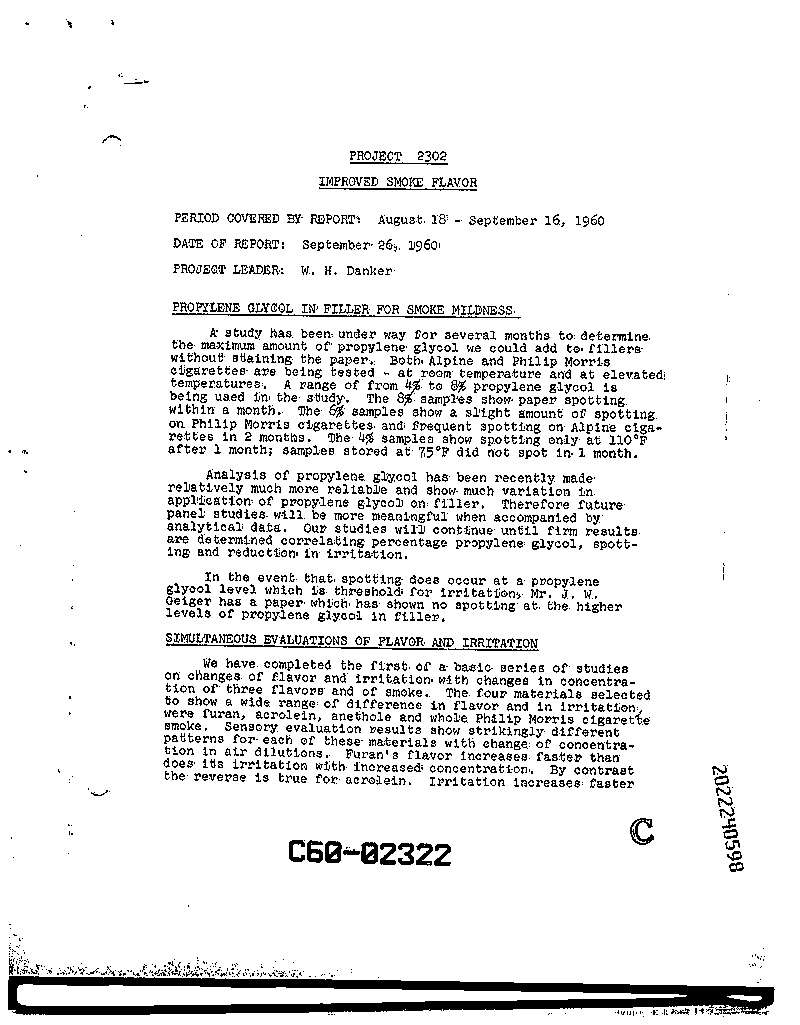 PROJECT 2302
IMPROVED SMOKE FLAVOR
PERIOD COVERED BY REPORT: August 18 - September 16, 1960
DATE OF REPORT: September 26, 1960
PROJECT LEADER: W. H. Danker
PROPYLENE GLYCOL IN FILLER FOR SMOKE MILDNESS
A study has been under way for several months to determine
the maximum amount of propylene glycol we could add to fillers
without staining the paper. Both Alpine and Philip Morris
cigarettes are being tested - at room temperature and at elevated
temperatures. A range of from 4% to 8% propylene glycol is
being used in the study. The 8% samples show paper spotting
within a month. The 6% samples show a slight amount of spotting
on Philip Morris cigarettes and frequent spotting on Alpine ciga-
rettes in 2 months. The 4% samples show spotting only at 110°F
after 1 month; samples stored at 75°F did not spot in 1 month.
Analysis of propylene glycol has been recently made
relatively much more reliable and show much variation in
application of propylene glycol on filler. Therefore future
panel studies will be more meaningful when accompanied by
analytical data. Our studies will continue until firm results
are determined correlating percentage propylene glycol, spott-
ing and reduction in irritation.
In the event that spotting does occur at a propylene
glycol level which is threshold for irritation, Mr. J. W.
Geiger has a paper which has shown no spotting at the higher
levels of propylene glycol in filler.
SIMULTANEOUS EVALUATIONS OF FLAVOR AND IRRITATION
We have completed the first of a basic series of studies
on changes of flavor and irritation with changes in concentra-
tion of three flavors and of smoke. The four materials selected
to show a wide range of difference in flavor and in irritation,
were furan, acrolein, anethole and whole Philip Morris cigarette
smoke. Sensory evaluation results show strikingly different
patterns for each of these materials with change of concentra-
tion in air dilutions. Furan's flavor increases faster than
does its irritation with increased concentration. By contrast
the reverse is true for acrolein. Irritation increases faster
C
C60-02322
2022240598